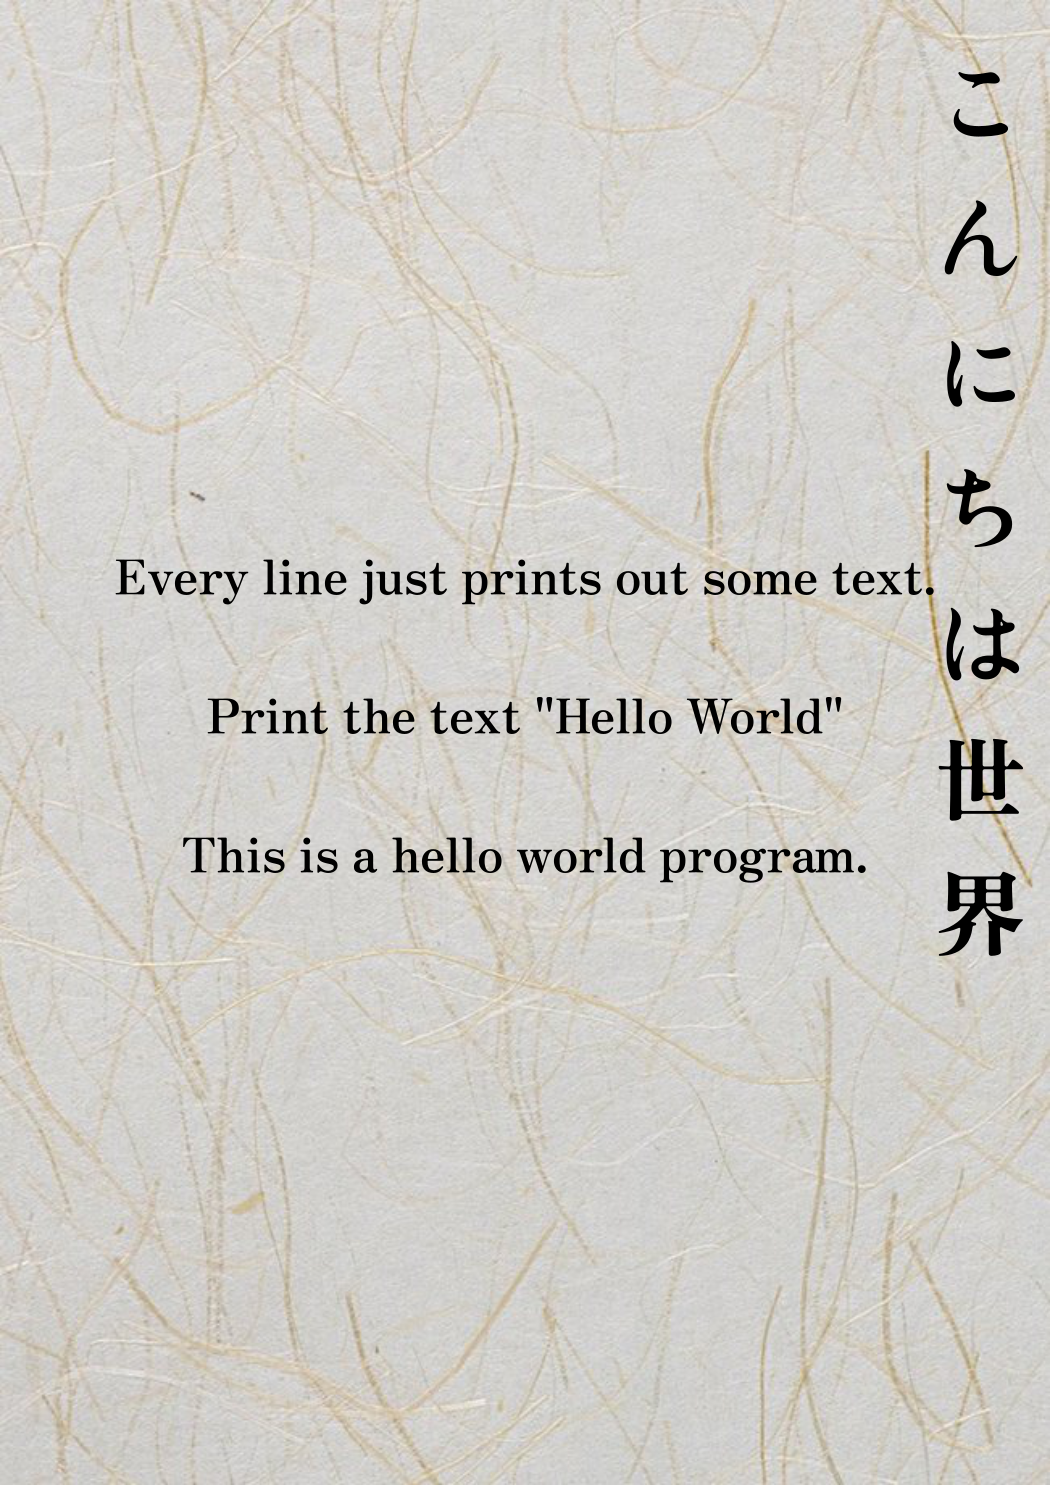 こんにちは世界
Every line just prints out some text.
Print the text "Hello World"
This is a hello world program.